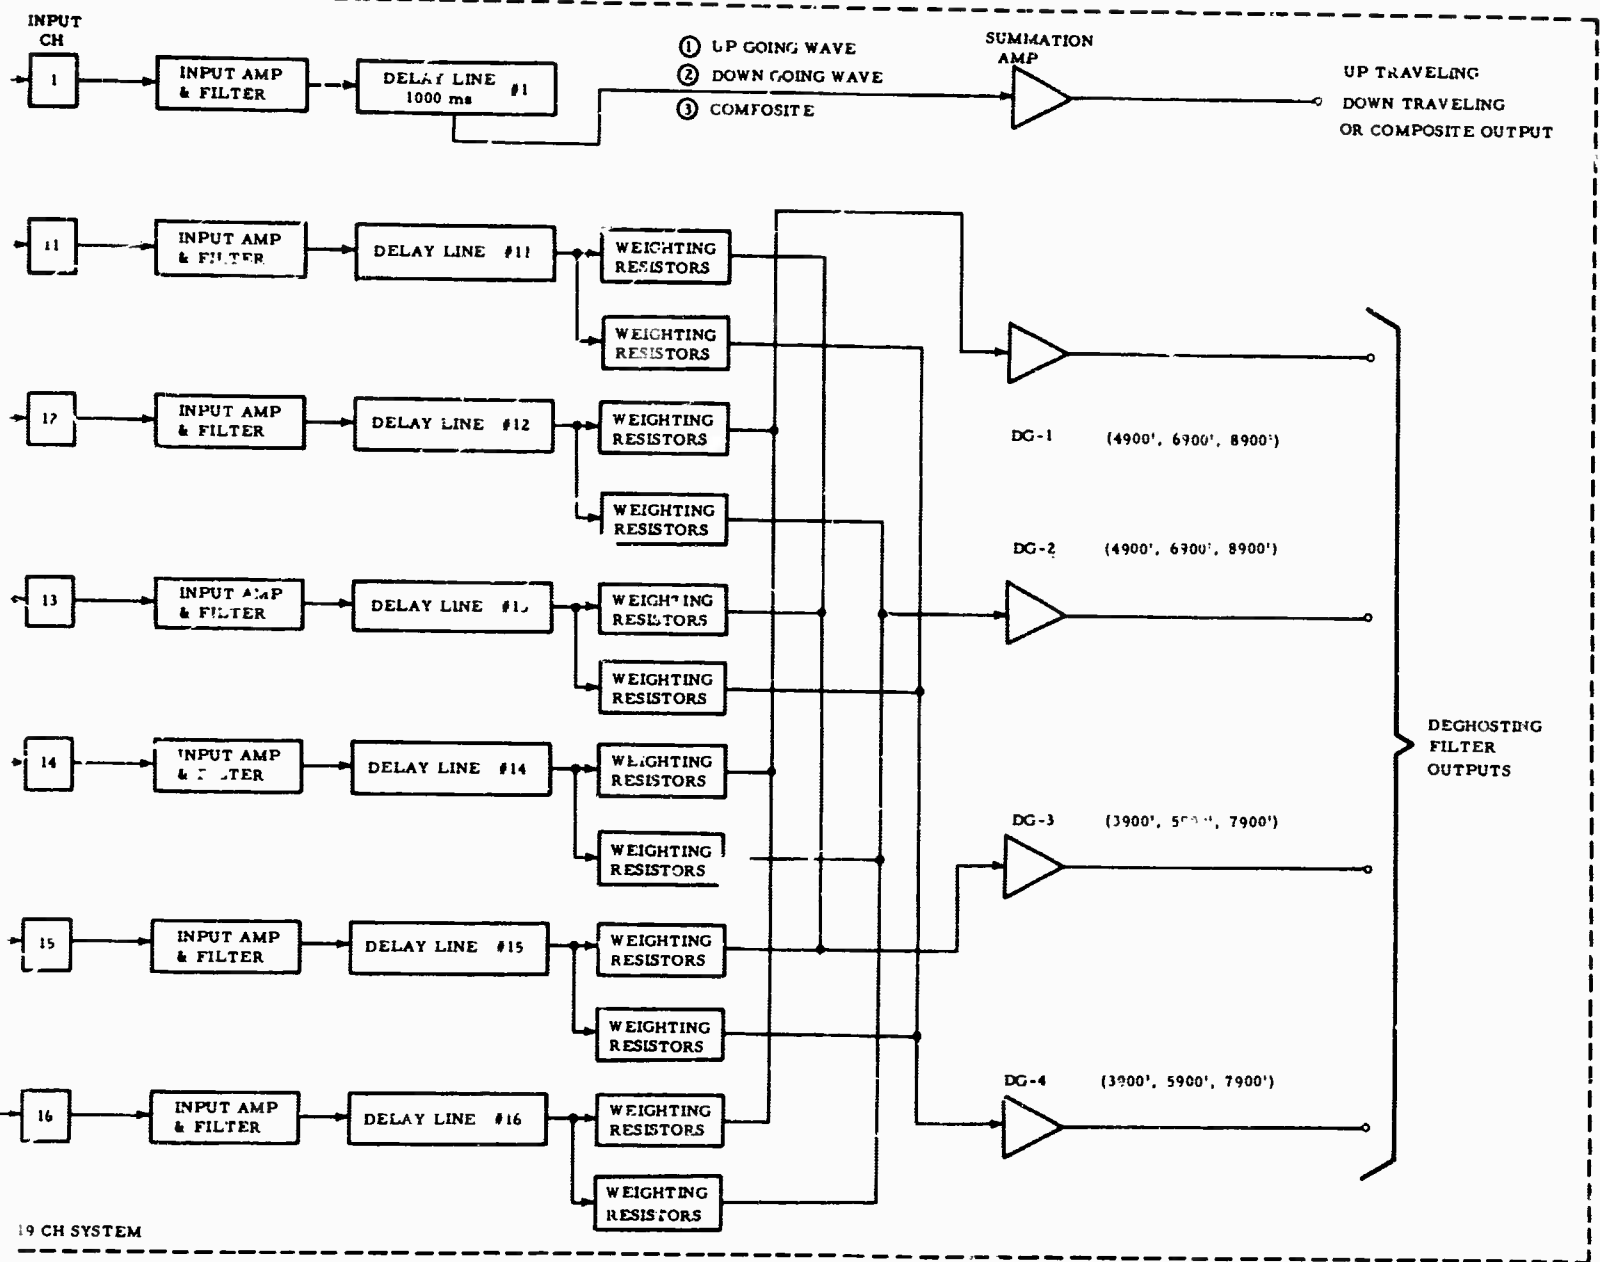 INPUT
CH
1
INPUT AMP
& FILTER
DELAY LINE #1
1000 ms
① UP GOING WAVE
② DOWN GOING WAVE
③ COMPOSITE
SUMMATION
AMP
UP TRAVELING
DOWN TRAVELING
OR COMPOSITE OUTPUT
11
INPUT AMP
& FILTER
DELAY LINE #11
WEIGHTING
RESISTORS
WEIGHTING
RESISTORS
12
INPUT AMP
& FILTER
DELAY LINE #12
WEIGHTING
RESISTORS
WEIGHTING
RESISTORS
DG-1 (4900', 6900', 8900')
DG-2 (4900', 6900', 8900')
13
INPUT AMP
& FILTER
DELAY LINE
WEIGHTING
RESISTORS
WEIGHTING
RESISTORS
14
INPUT AMP
& FILTER
DELAY LINE #14
WEIGHTING
RESISTORS
WEIGHTING
RESISTORS
DEGHOSTING
FILTER
OUTPUTS
DG-3 (3900', 7900')
15
INPUT AMP
& FILTER
DELAY LINE #15
WEIGHTING
RESISTORS
WEIGHTING
RESISTORS
DG-4 (3900', 5900', 7900')
16
INPUT AMP
& FILTER
DELAY LINE #16
WEIGHTING
RESISTORS
WEIGHTING
RESISTORS
19 CH SYSTEM